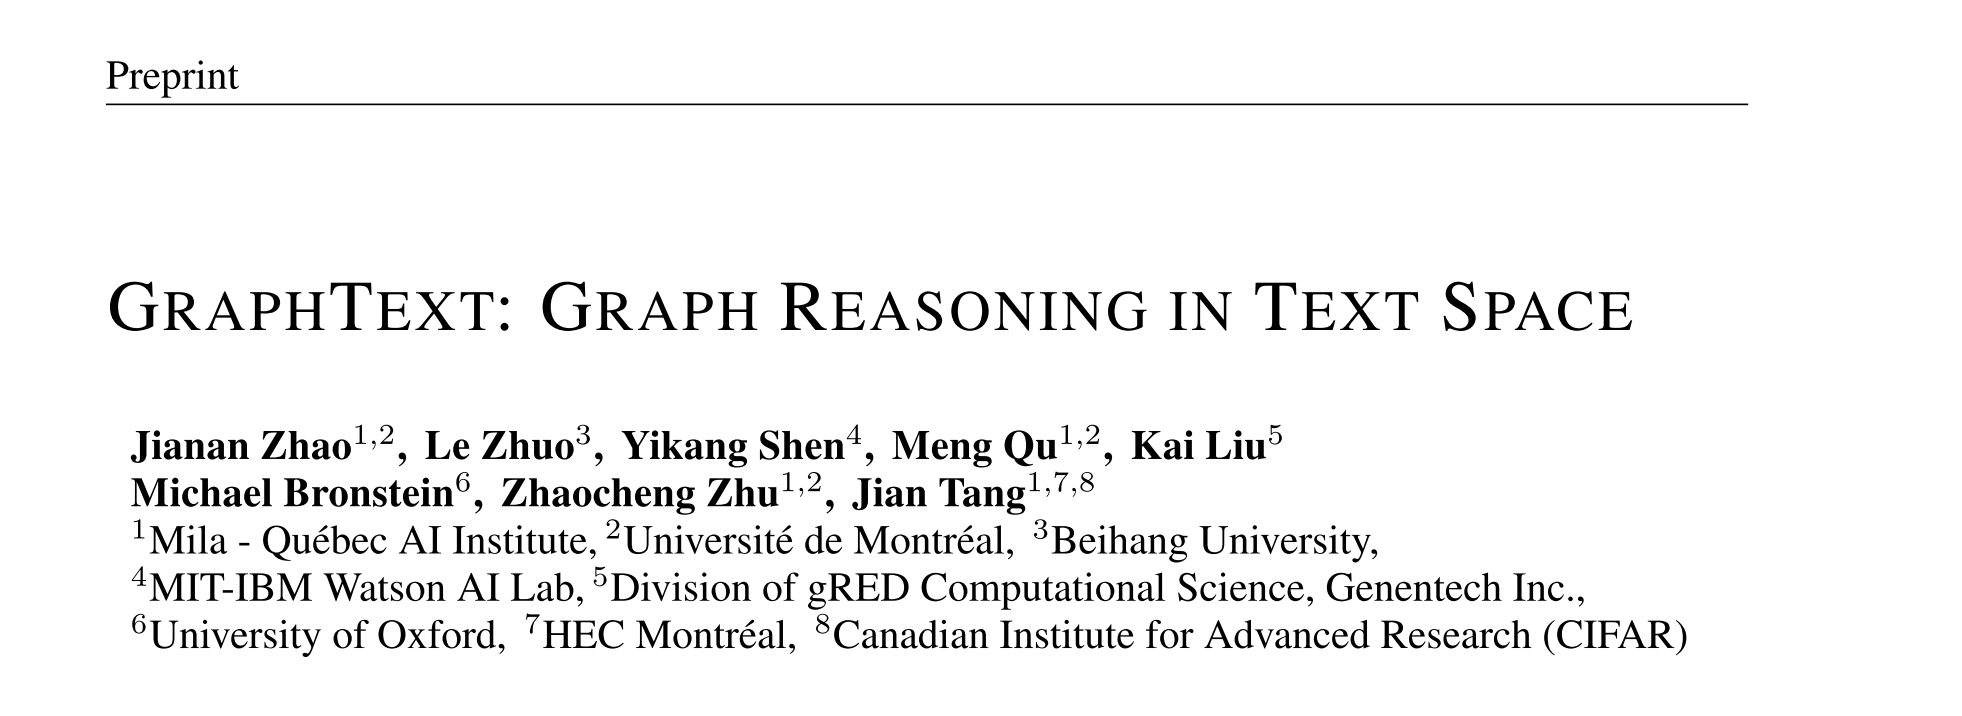 Preprint
GRAPHTEXT: GRAPH REASONING IN TEXT SPACE
Jianan Zhao1,2, Le Zhuo3, Yikang Shen4, Meng Qu1,2, Kai Liu5
Michael Bronstein6, Zhaocheng Zhu1,2, Jian Tang1,7,8
1Mila - Québec AI Institute, 2Université de Montréal, 3Beihang University,
4MIT-IBM Watson AI Lab, 5Division of gRED Computational Science, Genentech Inc.,
6University of Oxford, 7HEC Montréal, 8Canadian Institute for Advanced Research (CIFAR)